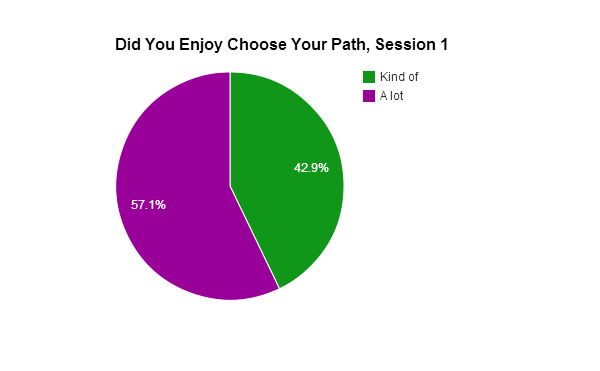 Did You Enjoy Choose Your Path, Session 1
Kind of
A lot
42.9%
57.1%